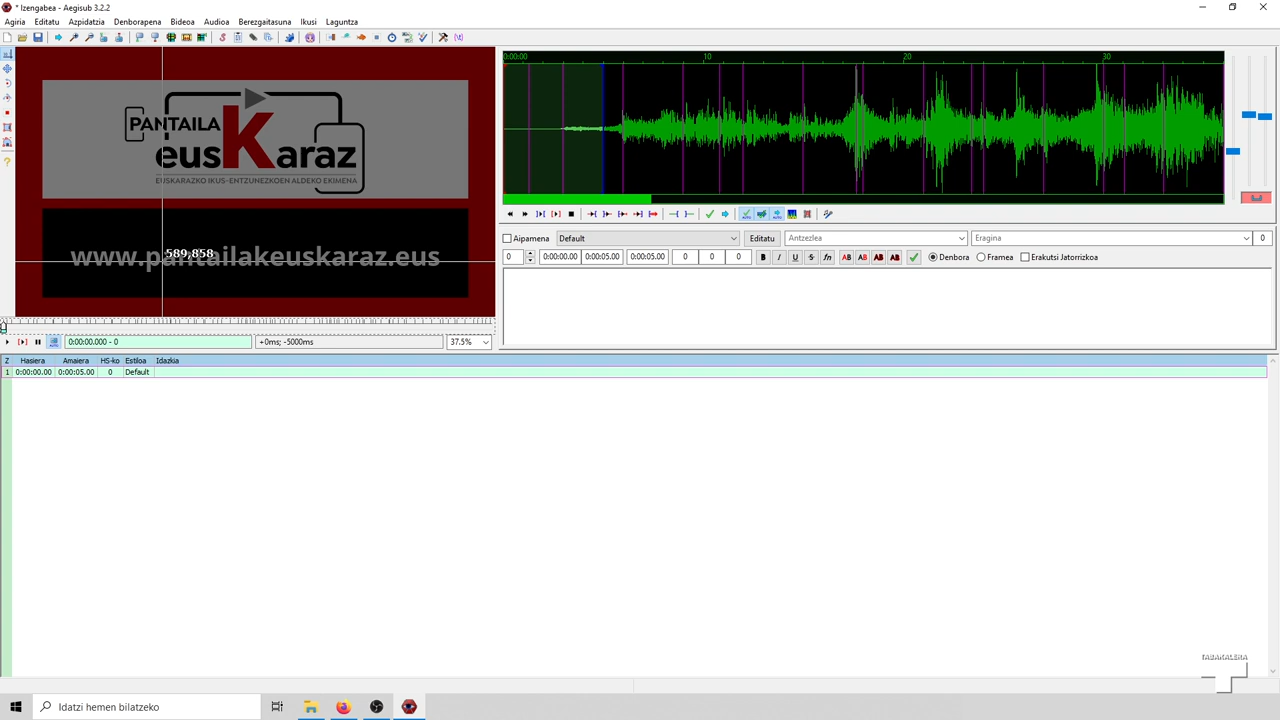 * Izengabea - Aegisub 3.2.2
Agiria Editatu Azpidatzia Denborapena Bideoa Audioa Berezgaitasuna Ikusi Laguntza
0:00:00 10 20 30
PANTAILA
eusKaraz
EUSKARAZKO IKUS-ENTZUNEZKOEN ALDEKO EKIMENA
www.pantailakeuskaraz.eus
589,858
Aipamena Default Editatu Antzezlea Eragina 0
0 0:00:00.00 0:00:05.00 0:00:05.00 0 0 0 B I U S fn AB AB AB AB Denbora Framea Erakutsi Jatorrizkoa
0:00:00.000 - 0 +0ms; -5000ms 37.5%
Z Hasiera Amaiera HS-ko Estiloa Idazkia
1 0:00:00.00 0:00:05.00 0 Default
TABAKALERA
Idatzi hemen bilatzeko